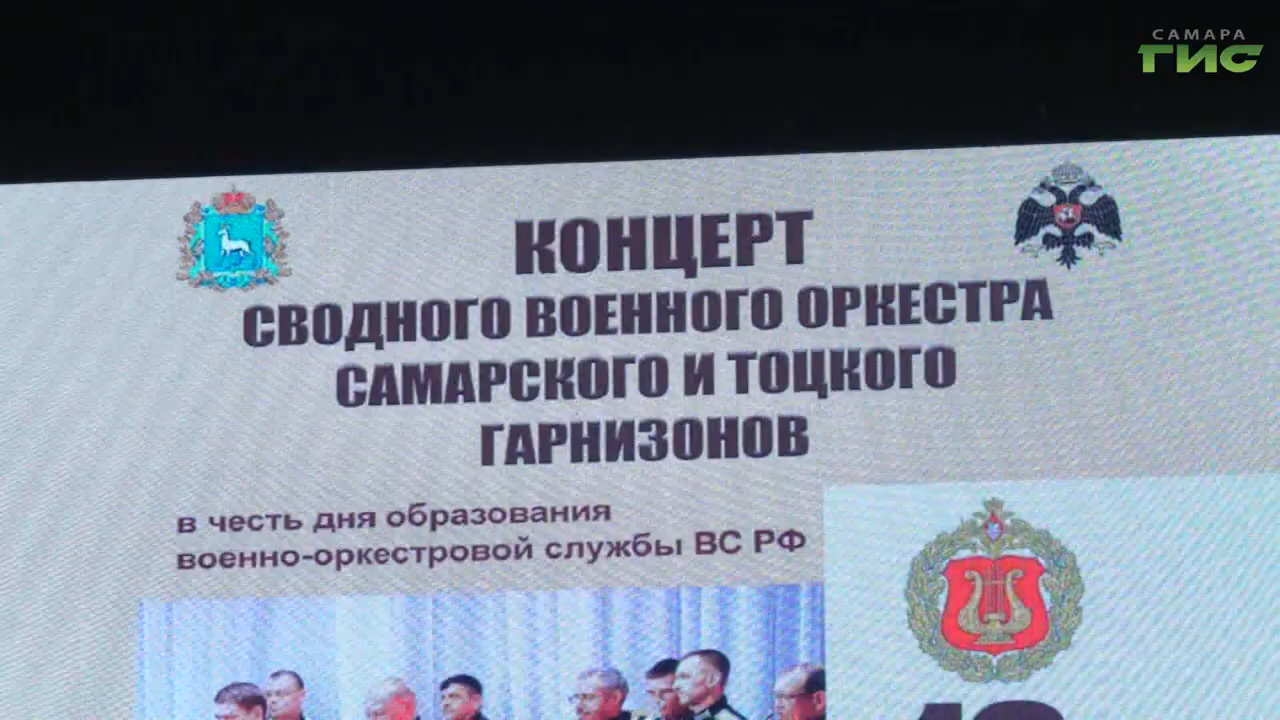 САМАРА
ГИС
КОНЦЕРТ
СВОДНОГО ВОЕННОГО ОРКЕСТРА
САМАРСКОГО И ТОЦКОГО
ГАРНИЗОНОВ
в честь дня образования
военно-оркестровой службы ВС РФ